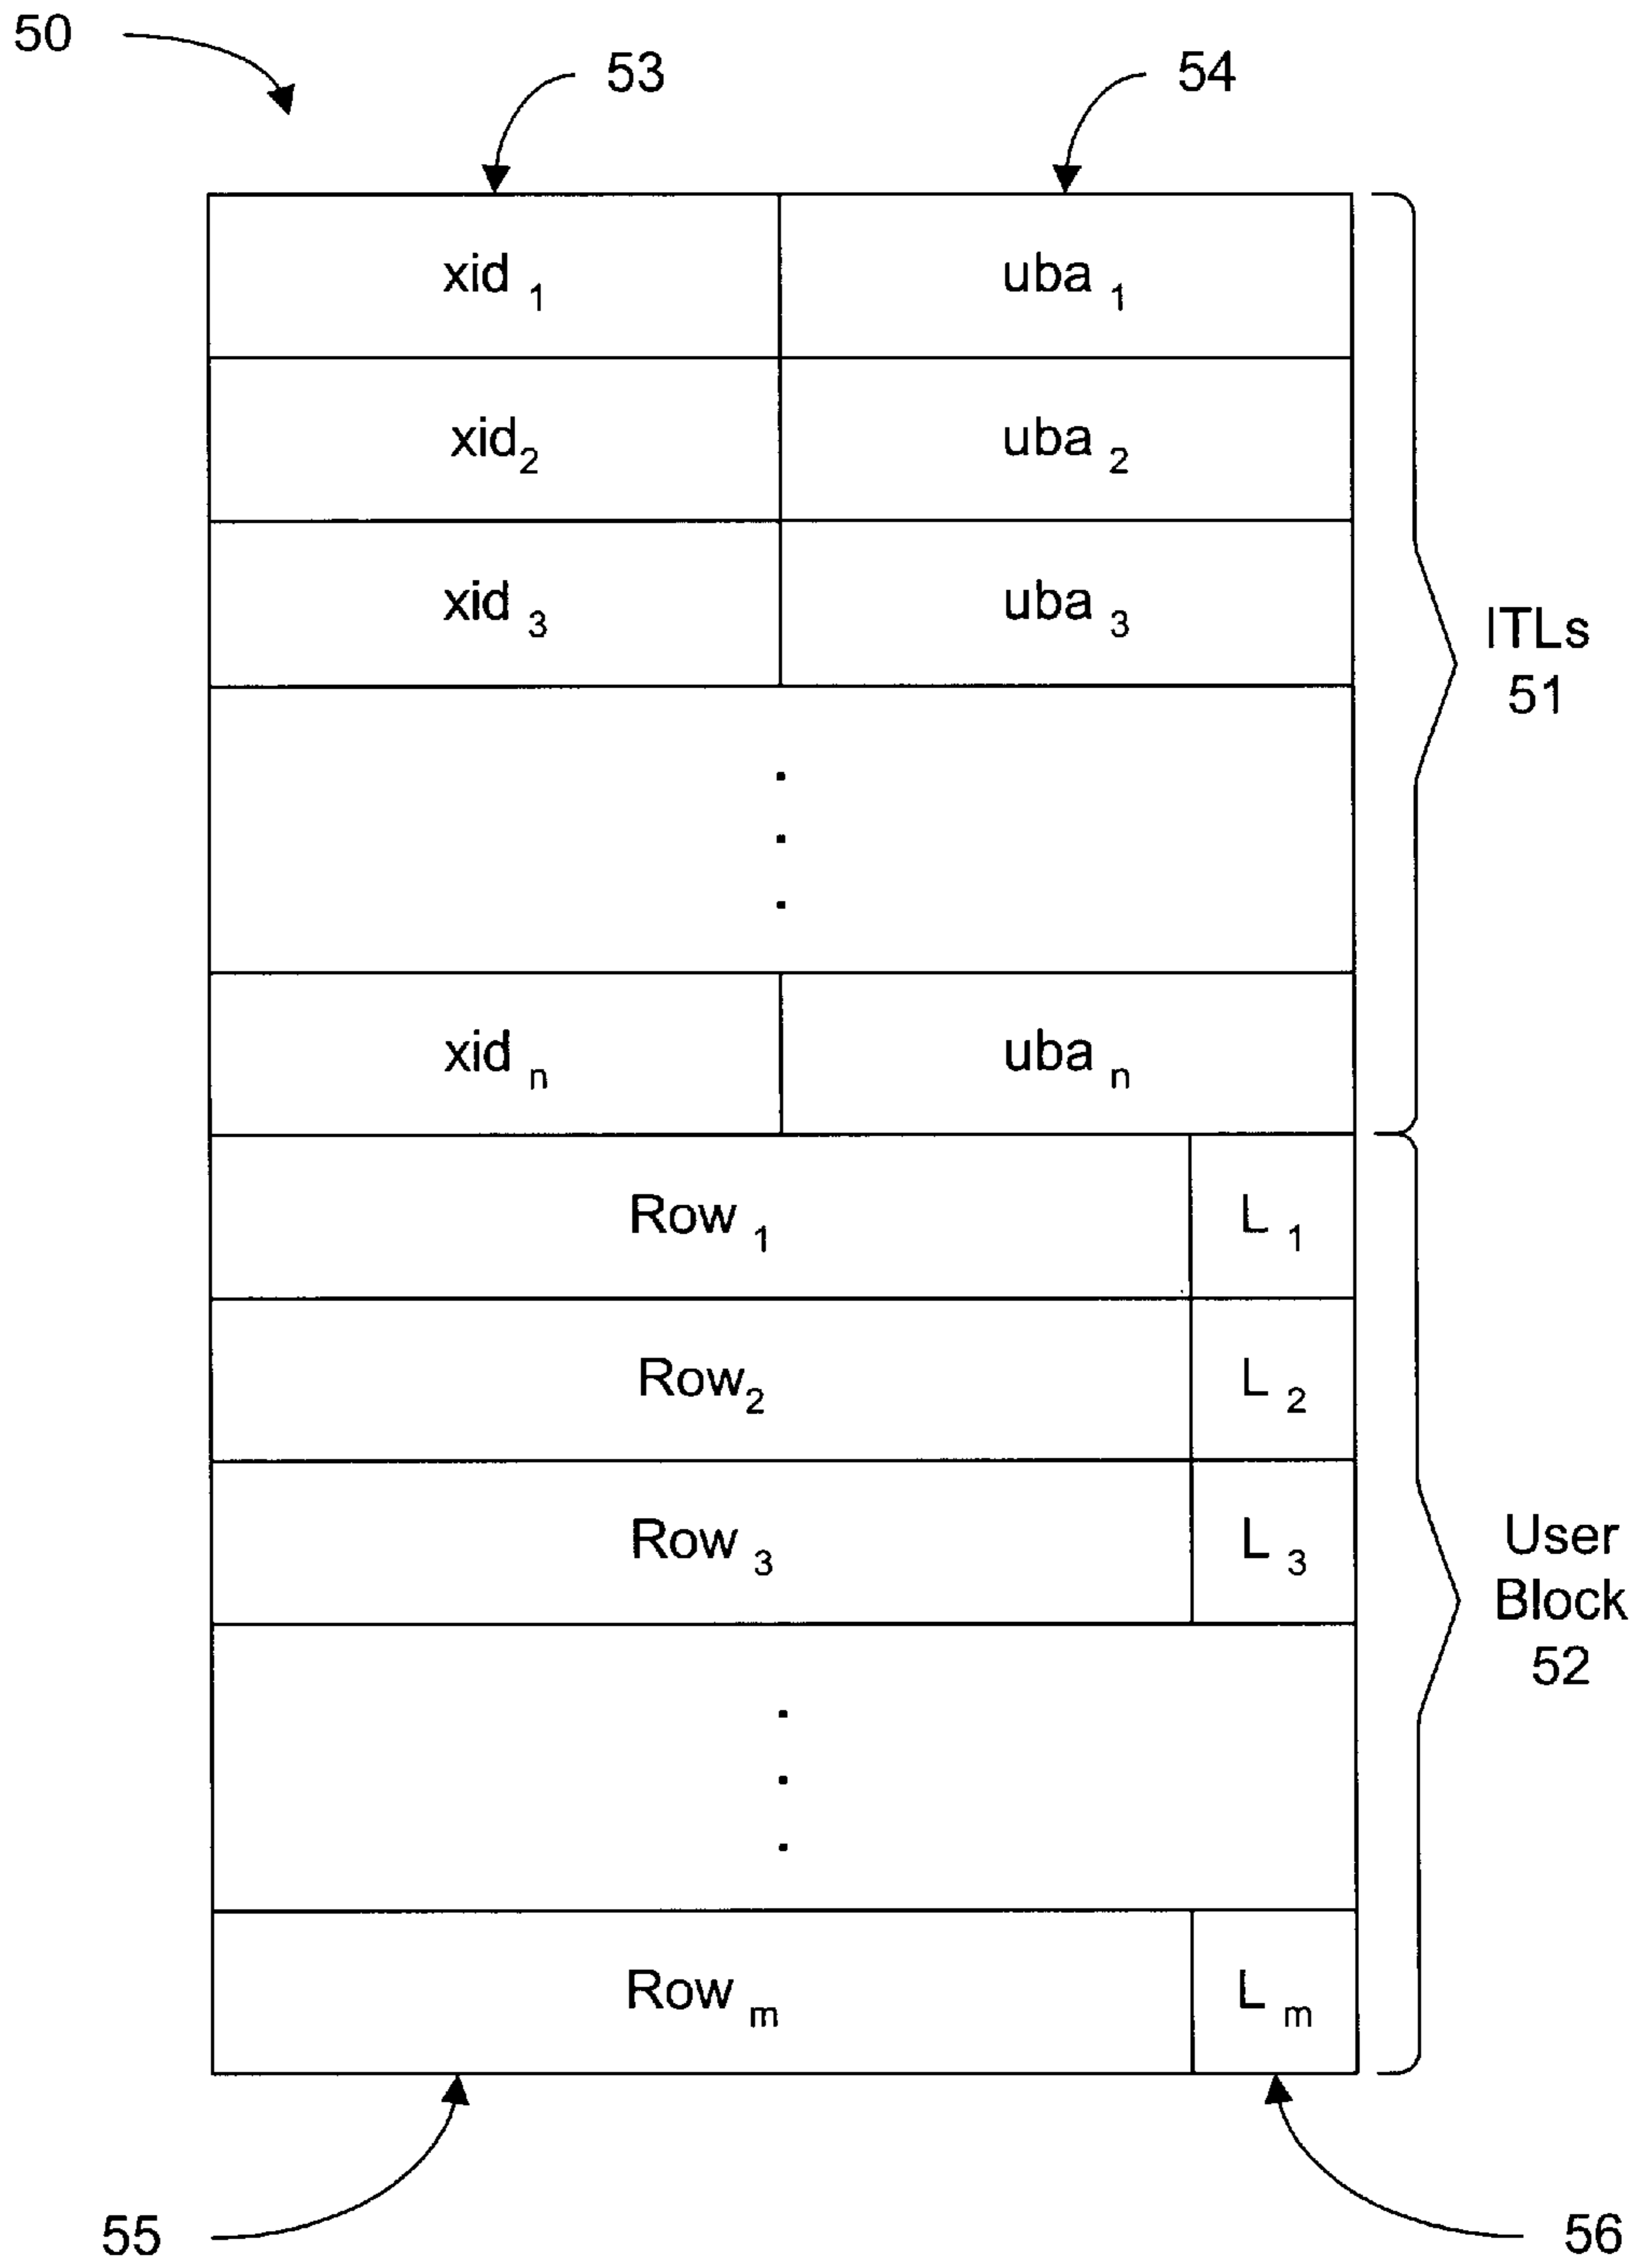 50
53
54
xid 1
uba 1
xid2
uba 2
xid 3
uba 3
ITLs
51
xid n
uba n
Row 1
L 1
Row2
L 2
Row 3
L 3
User
Block
52
Row m
L m
55
56